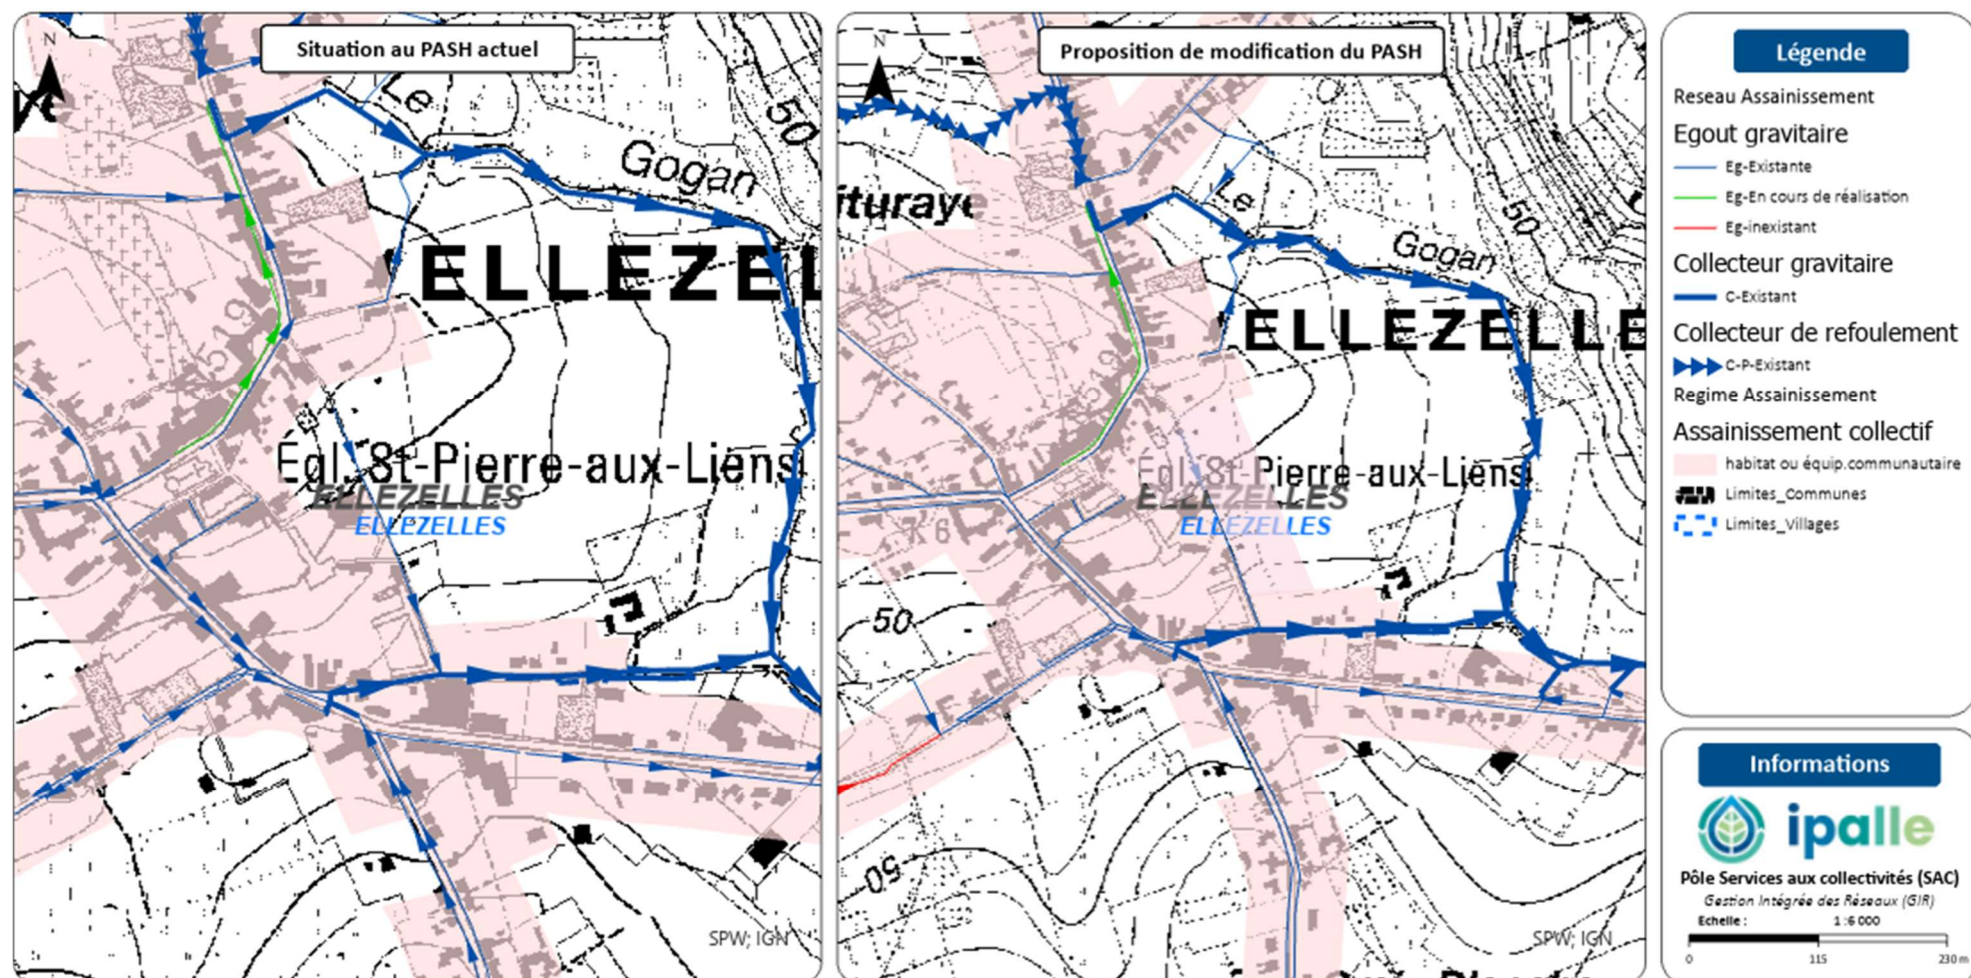 Situation au PASH actuel
N
Le
Gogan
50
ELLEZEL
519
Égl. St-Pierre-aux-Liens
ELLEZELLES
ELLEZELLES
SPW; IGN
Proposition de modification du PASH
N
ituraye
Le
Gogan
50
ELLEZELLE
519
Égl. St-Pierre-aux-Liens
ELLEZELLES
ELLEZELLES
K 6
50
50
SPW; IGN
Légende
Reseau Assainissement
Egout gravitaire
Eg-Existante
Eg-En cours de réalisation
Eg-inexistant
Collecteur gravitaire
C-Existant
Collecteur de refoulement
C-P-Existant
Regime Assainissement
Assainissement collectif
habitat ou équip.communautaire
Limites_Communes
Limites_Villages
Informations
ipalle
Pôle Services aux collectivités (SAC)
Gestion Intégrée des Réseaux (GIR)
Echelle : 1 :6 000
0 115 230 m